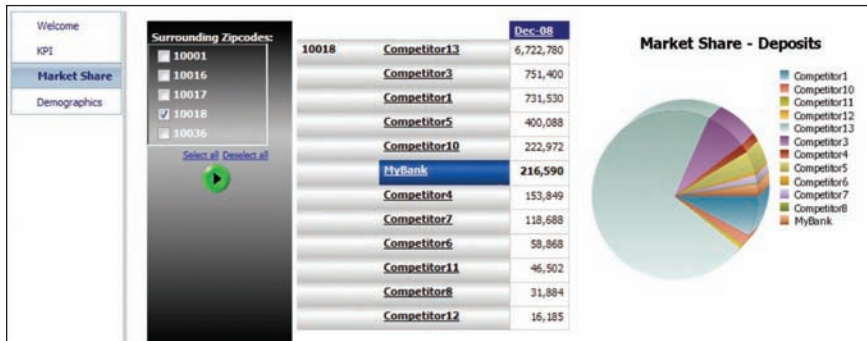 Welcome
KPI
Market Share
Demographics
Surrounding Zipcodes:
10001
10016
10017
10018
10036
Select all Deselect all
Dec-08
10018 Competitor13 6,722,780
Competitor3 751,400
Competitor1 731,530
Competitor5 400,088
Competitor10 222,972
MyBank 216,590
Competitor4 153,849
Competitor7 118,688
Competitor6 58,868
Competitor11 46,502
Competitor8 31,884
Competitor12 16,185
Market Share - Deposits
Competitor1
Competitor10
Competitor11
Competitor12
Competitor13
Competitor3
Competitor4
Competitor5
Competitor6
Competitor7
Competitor8
MyBank